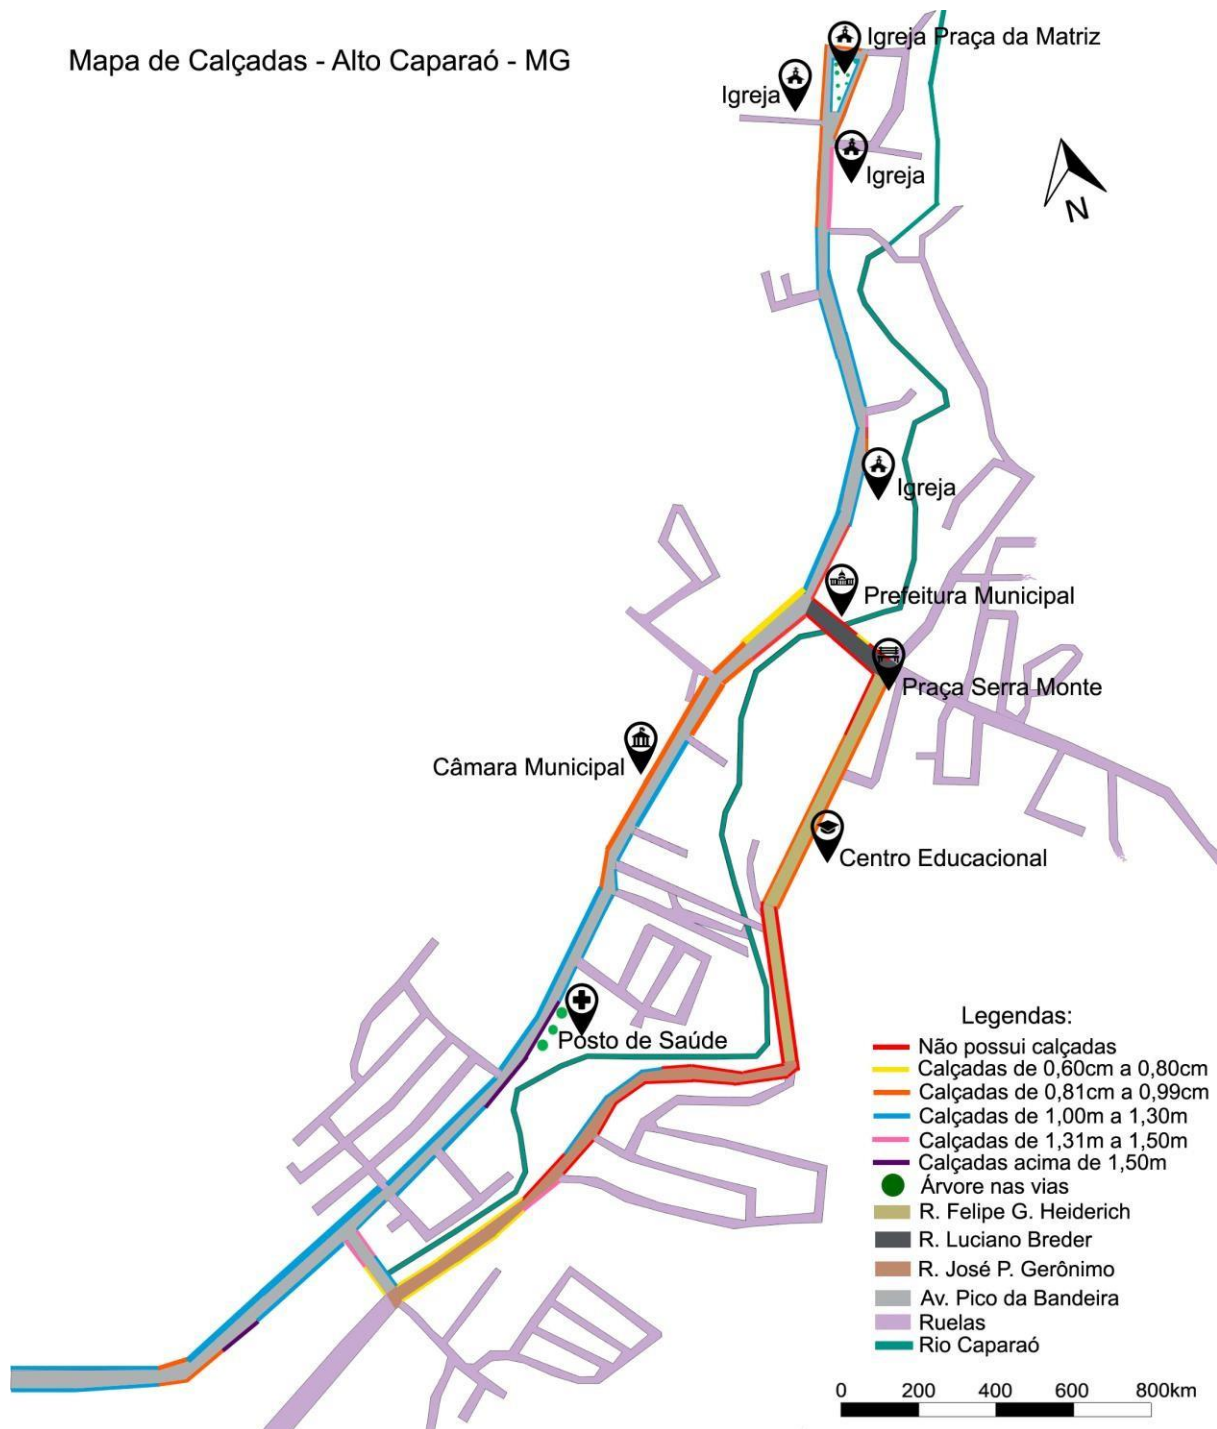 Mapa de Calçadas - Alto Caparaó - MG
Igreja Praça da Matriz
Igreja
Igreja
N
Igreja
Prefeitura Municipal
Praça Serra Monte
Câmara Municipal
Centro Educacional
Posto de Saúde
Legendas:
Não possui calçadas
Calçadas de 0,60cm a 0,80cm
Calçadas de 0,81cm a 0,99cm
Calçadas de 1,00m a 1,30m
Calçadas de 1,31m a 1,50m
Calçadas acima de 1,50m
Árvore nas vias
R. Felipe G. Heiderich
R. Luciano Breder
R. José P. Gerônimo
Av. Pico da Bandeira
Ruelas
Rio Caparaó
0 200 400 600 800km